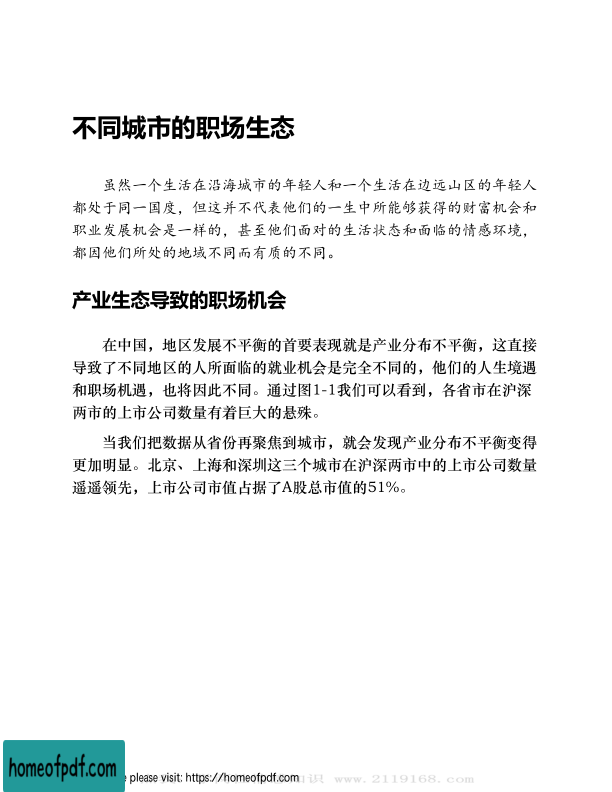 不同城市的职场生态
虽然一个生活在沿海城市的年轻人和一个生活在边远山区的年轻人
都处于同一国度，但这并不代表他们的一生中所能够获得的财富机会和
职业发展机会是一样的，甚至他们面对的生活状态和面临的情感环境，
都因他们所处的地域不同而有质的不同。
产业生态导致的职场机会
在中国，地区发展不平衡的首要表现就是产业分布不平衡，这直接
导致了不同地区的人所面临的就业机会是完全不同的，他们的人生境遇
和职场机遇，也将因此不同。通过图1-1我们可以看到，各省市在沪深
两市的上市公司数量有着巨大的悬殊。
当我们把数据从省份再聚焦到城市，就会发现产业分布不平衡变得
更加明显。北京、上海和深圳这三个城市在沪深两市中的上市公司数量
遥遥领先，上市公司市值占据了A股总市值的51%。
homeofpdf.com
please visit: https://homeofpdf.com
识 www.2119168.com